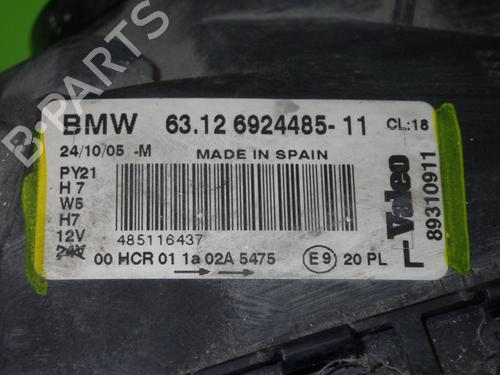 BMW 63.12 6924485-11 CL:18
24/10/05 -M MADE IN SPAIN
PY21
H7
W5
H7
12V
24V
485116437
00 HCR 01 1a 02A 5475 E9 20 PL
L Valeo
89310911
B-PARTS